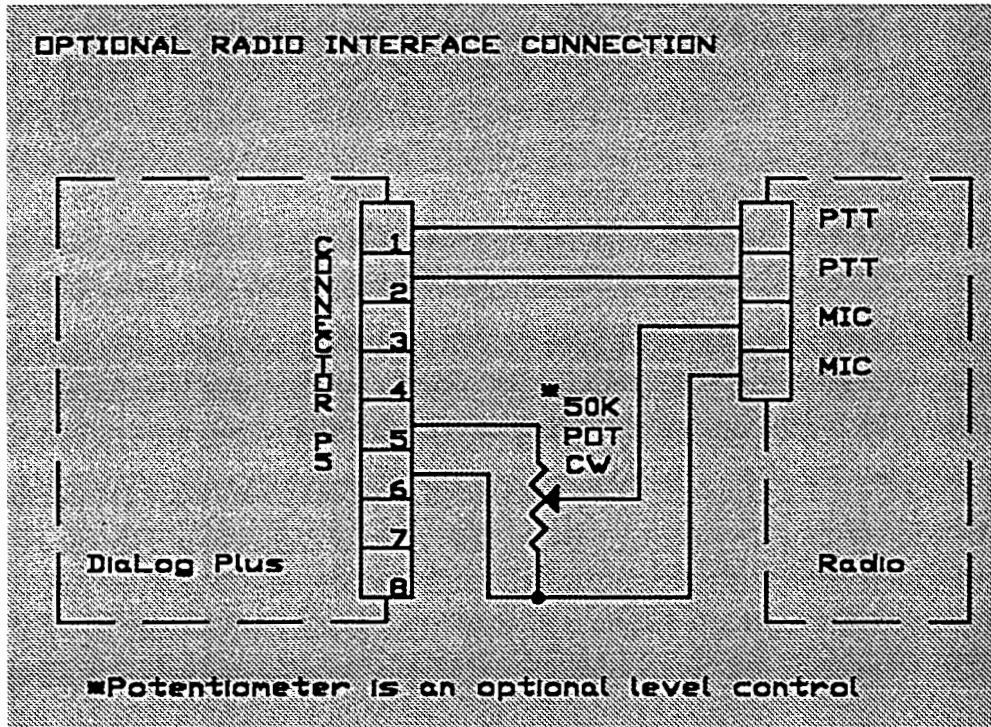 OPTIONAL RADIO INTERFACE CONNECTION
CONNECTOR P5
1
2
3
4
5
6
7
8
PTT
PTT
MIC
MIC
*
50K
POT
CW
DiaLog Plus
Radio
*Potentiometer is an optional level control